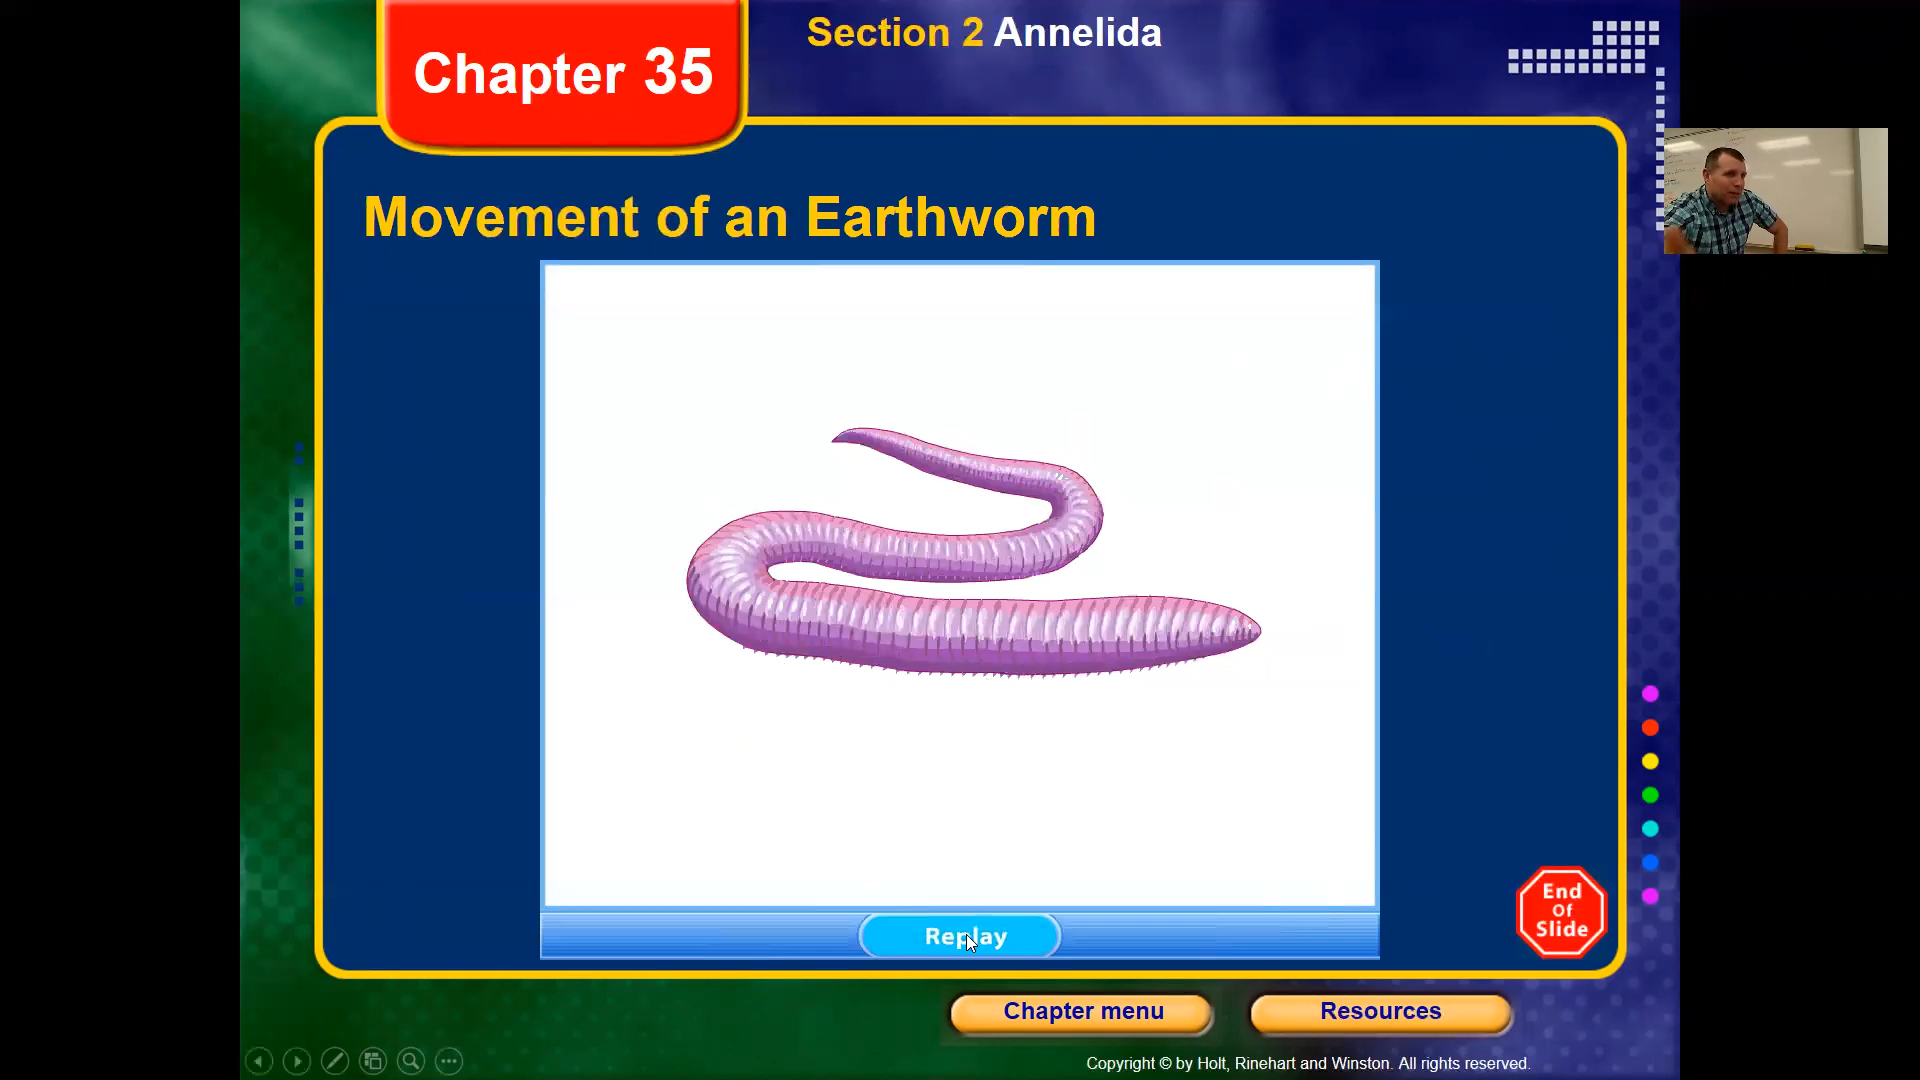 Section 2 Annelida
Chapter 35
Movement of an Earthworm
Replay
End
Of
Slide
Chapter menu
Resources
Copyright © by Holt, Rinehart and Winston. All rights reserved.